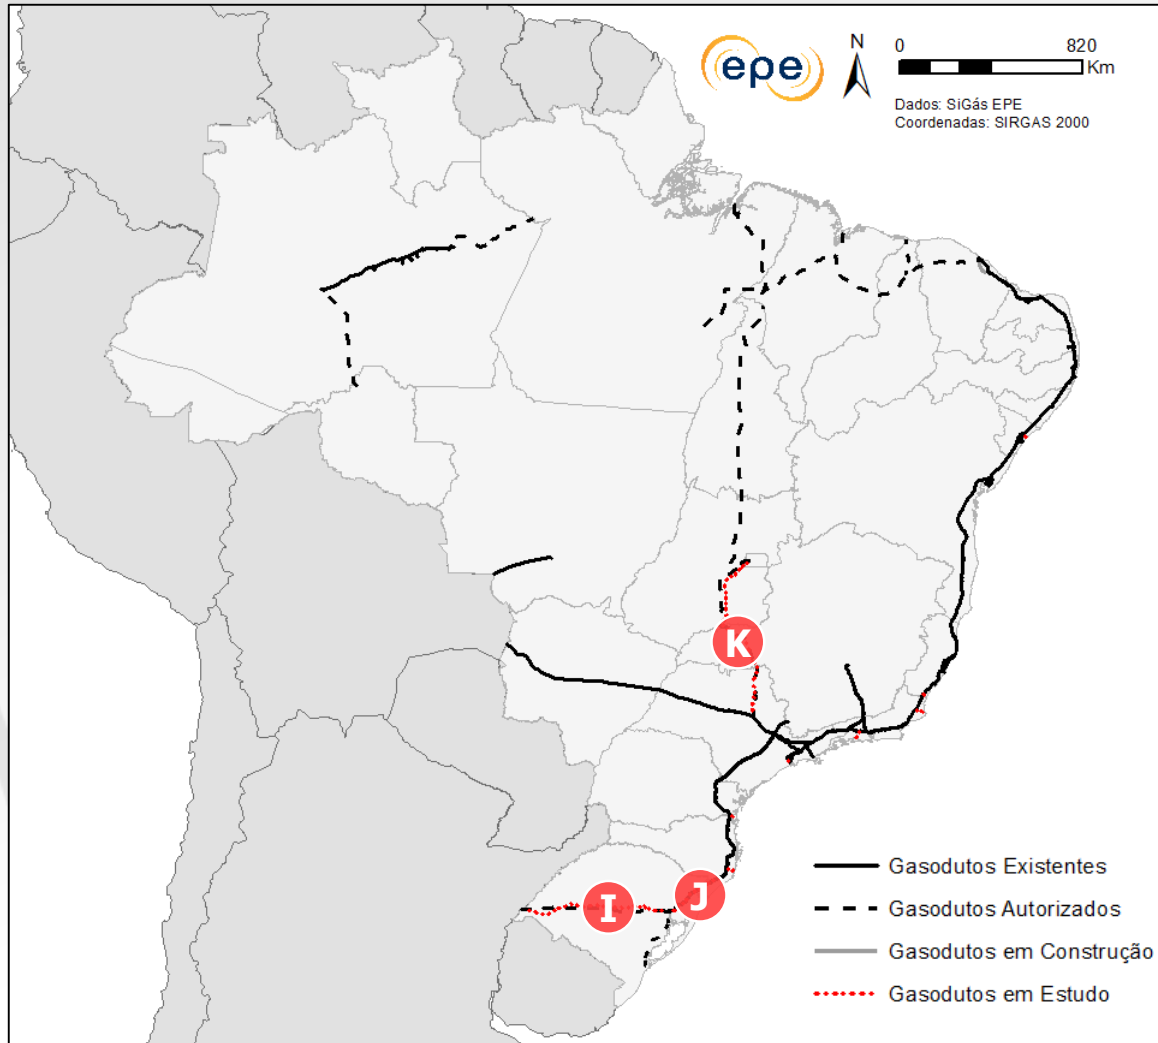 epe
N
0 820
Km
Dados: SiGás EPE
Coordenadas: SIRGAS 2000
K
I
J
Gasodutos Existentes
Gasodutos Autorizados
Gasodutos em Construção
Gasodutos em Estudo